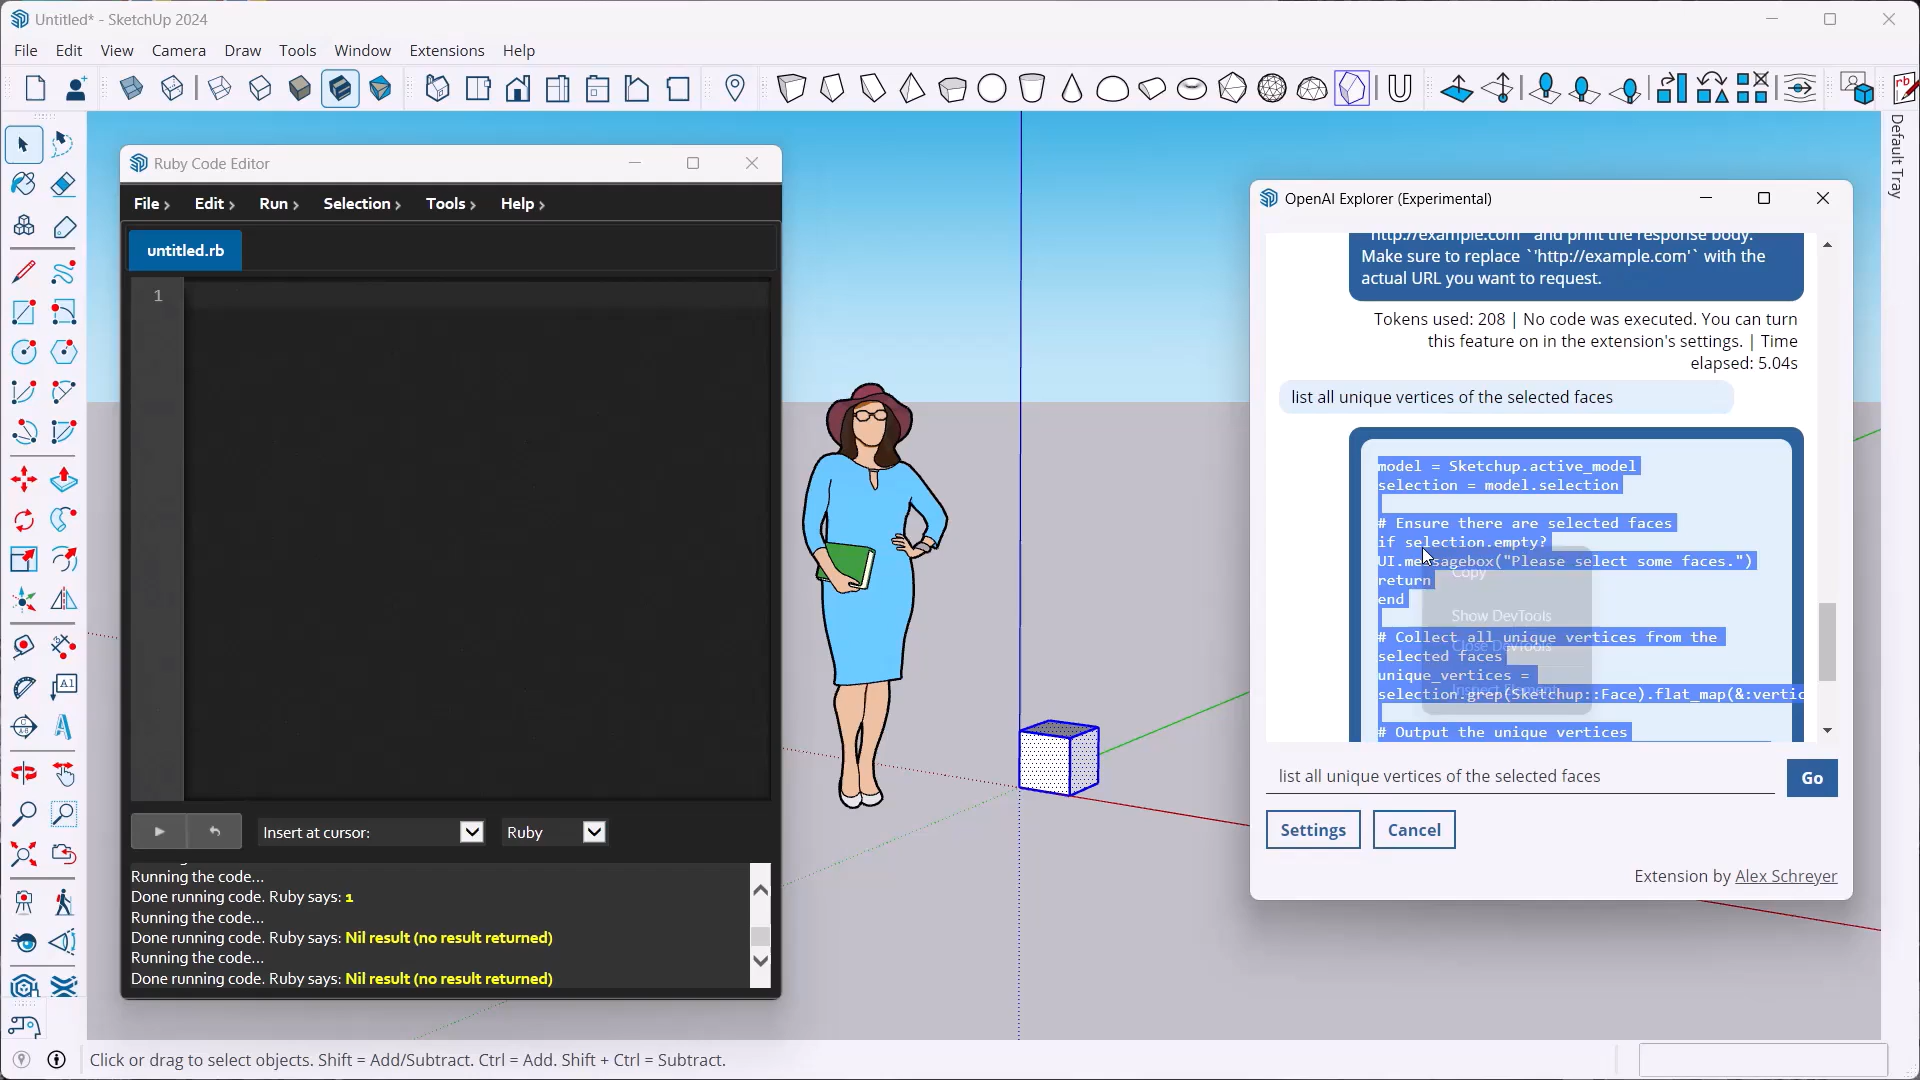 Untitled* - SketchUp 2024
File Edit View Camera Draw Tools Window Extensions Help
Default Tray
Ruby Code Editor
File › Edit › Run › Selection › Tools › Help ›
untitled.rb
1
Insert at cursor: Ruby
Running the code...
Done running code. Ruby says: 1
Running the code...
Done running code. Ruby says: Nil result (no result returned)
Running the code...
Done running code. Ruby says: Nil result (no result returned)
OpenAI Explorer (Experimental)
'http://example.com' and print the response body.
Make sure to replace `'http://example.com'` with the
actual URL you want to request.
Tokens used: 208 | No code was executed. You can turn
this feature on in the extension's settings. | Time
elapsed: 5.04s
list all unique vertices of the selected faces
model = Sketchup.active_model
selection = model.selection
# Ensure there are selected faces
if selection.empty?
UI.messagebox("Please select some faces.")
return
end
# Collect all unique vertices from the
selected faces
unique_vertices =
selection.grep(Sketchup::Face).flat_map(&:vertic
# Output the unique vertices
Copy
Show DevTools
Close DevTools
Inspect Element
list all unique vertices of the selected faces
Go
Settings Cancel
Extension by Alex Schreyer
Click or drag to select objects. Shift = Add/Subtract. Ctrl = Add. Shift + Ctrl = Subtract.